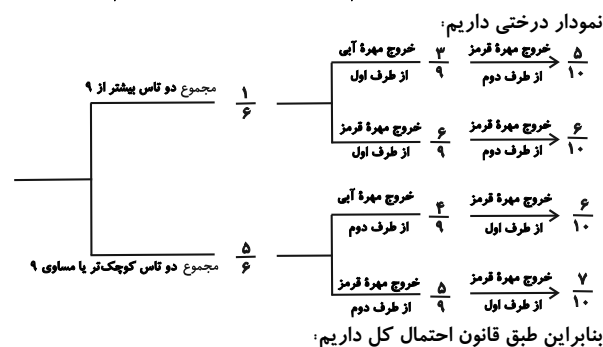 نمودار درختی داریم:
مجموع دو تاس بیشتر از ۹
۱/۶
خروج مهرهٔ آبی از طرف اول
۳/۹
خروج مهرهٔ قرمز از طرف دوم
۵/۱۰
خروج مهرهٔ قرمز از طرف اول
۶/۹
خروج مهرهٔ قرمز از طرف دوم
۶/۱۰
مجموع دو تاس کوچک‌تر یا مساوی ۹
۵/۶
خروج مهرهٔ آبی از طرف دوم
۴/۹
خروج مهرهٔ قرمز از طرف اول
۶/۱۰
خروج مهرهٔ قرمز از طرف دوم
۵/۹
خروج مهرهٔ قرمز از طرف اول
۷/۱۰
بنابراین طبق قانون احتمال کل داریم: